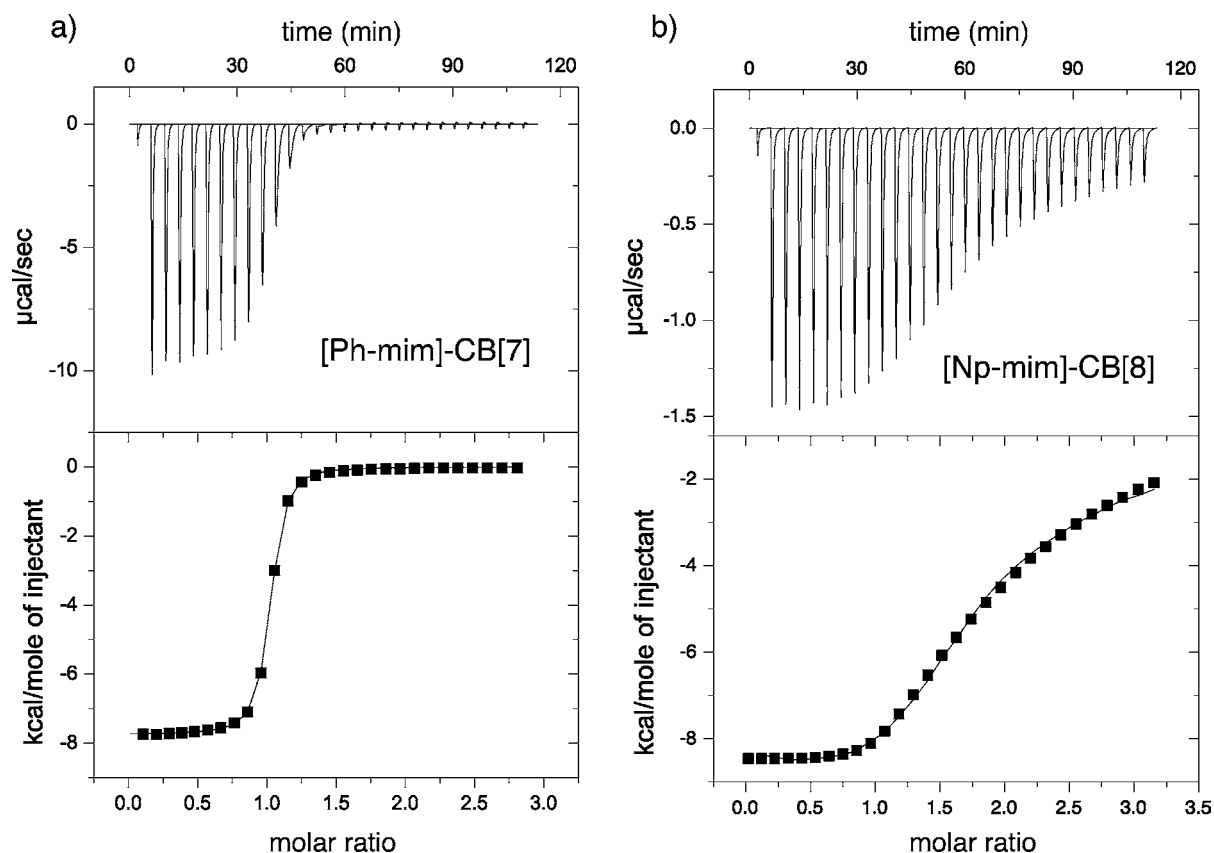 a)
time (min)
0 30 60 90 120
0
-5
-10
µcal/sec
[Ph-mim]-CB[7]
0
-2
-4
-6
-8
kcal/mole of injectant
0.0 0.5 1.0 1.5 2.0 2.5 3.0
molar ratio
b)
time (min)
0 30 60 90 120
0.0
-0.5
-1.0
-1.5
µcal/sec
[Np-mim]-CB[8]
-2
-4
-6
-8
kcal/mole of injectant
0.0 0.5 1.0 1.5 2.0 2.5 3.0 3.5
molar ratio